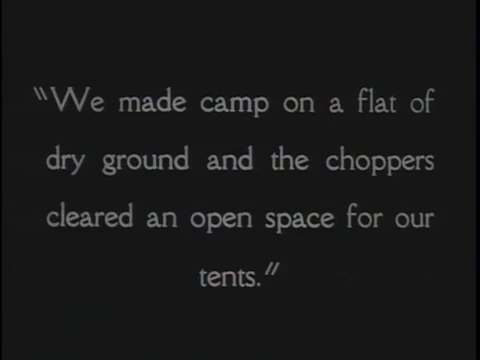 "We made camp on a flat of
dry ground and the choppers
cleared an open space for our
tents."